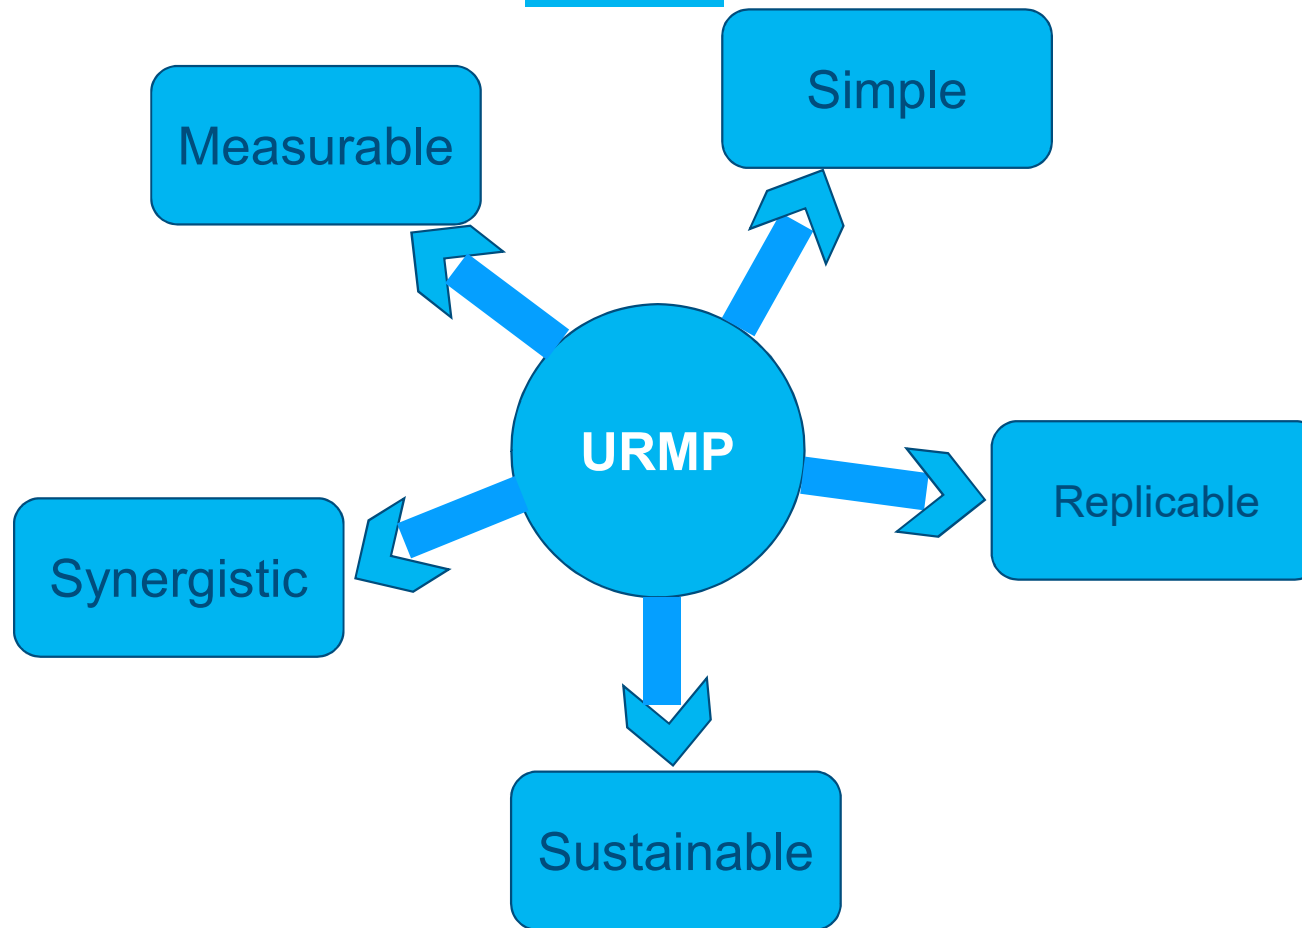 Simple
Measurable
URMP
Replicable
Synergistic
Sustainable